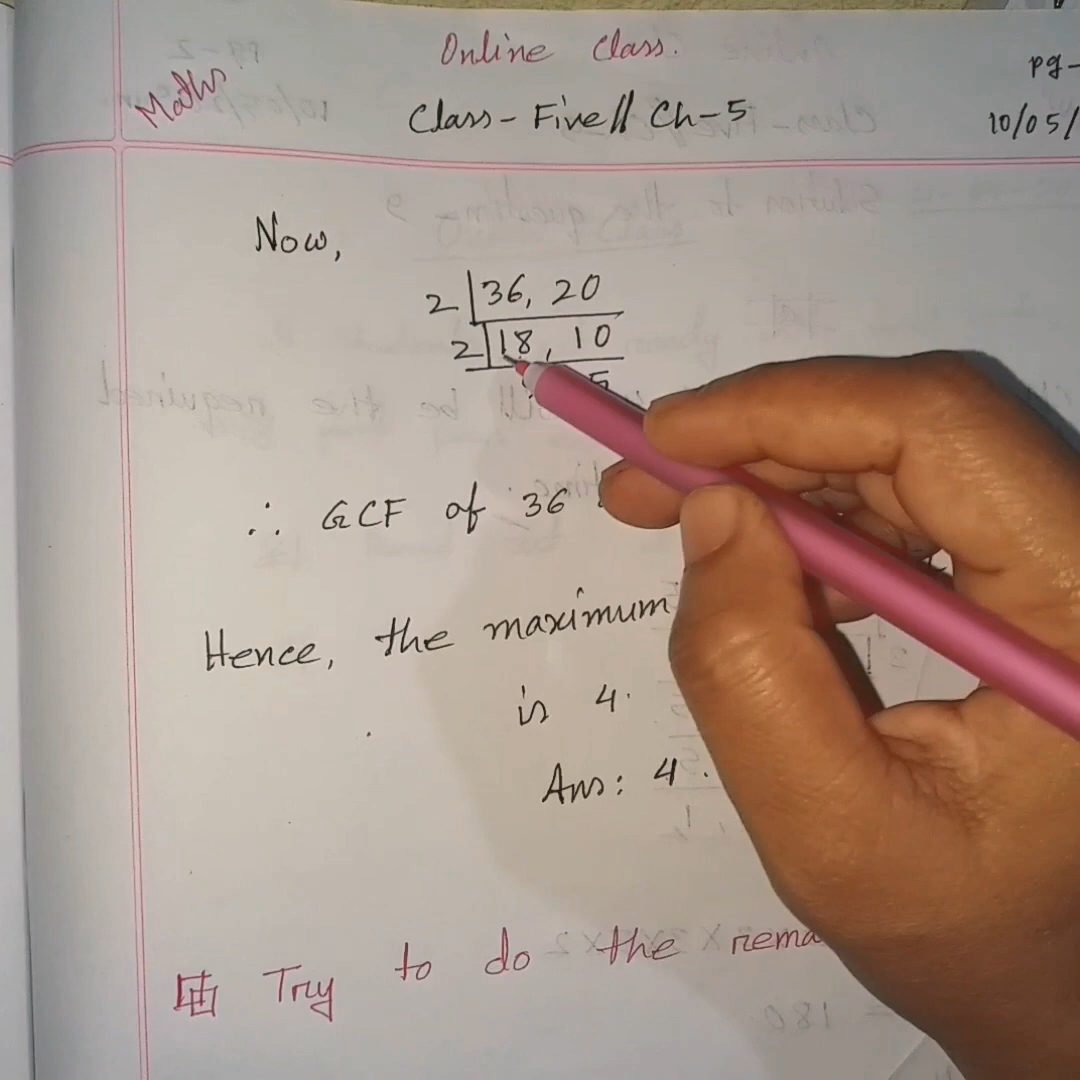 Online Class.
Maths
pg-
Class - Five // Ch-5
10/05/
Now,
2 | 36, 20
2 | 18, 10
5
∴ GCF of 36
Hence, the maximum
is 4.
Ans: 4.
Try to do the